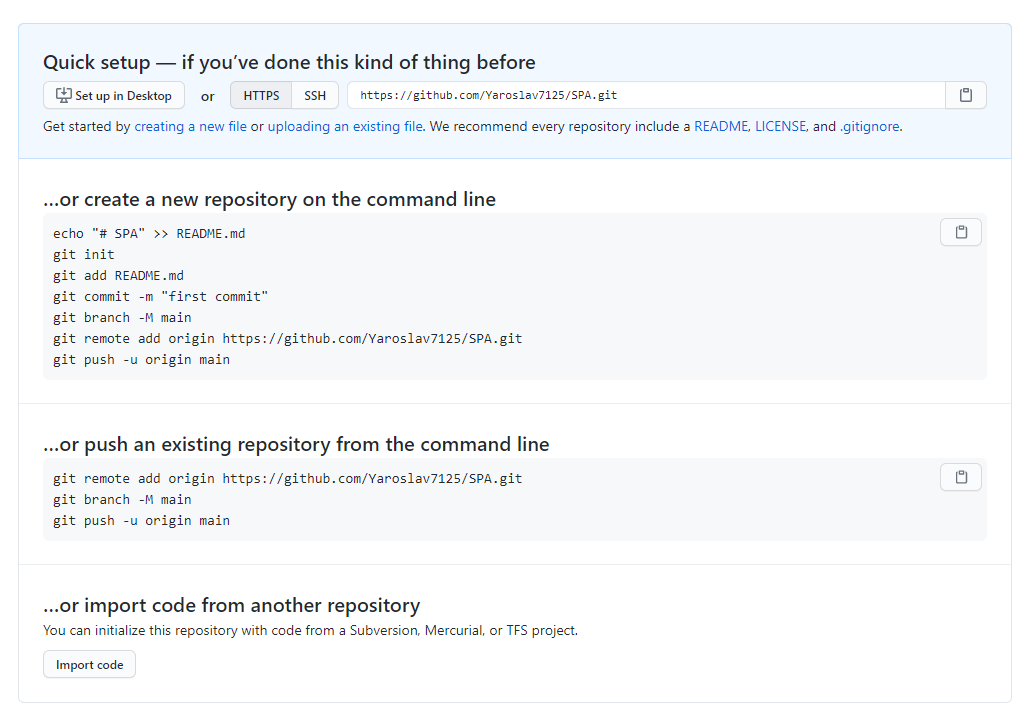 Quick setup — if you’ve done this kind of thing before
Set up in Desktop or HTTPS SSH https://github.com/Yaroslav7125/SPA.git
Get started by creating a new file or uploading an existing file. We recommend every repository include a README, LICENSE, and .gitignore.
…or create a new repository on the command line
echo "# SPA" >> README.md
git init
git add README.md
git commit -m "first commit"
git branch -M main
git remote add origin https://github.com/Yaroslav7125/SPA.git
git push -u origin main
…or push an existing repository from the command line
git remote add origin https://github.com/Yaroslav7125/SPA.git
git branch -M main
git push -u origin main
…or import code from another repository
You can initialize this repository with code from a Subversion, Mercurial, or TFS project.
Import code